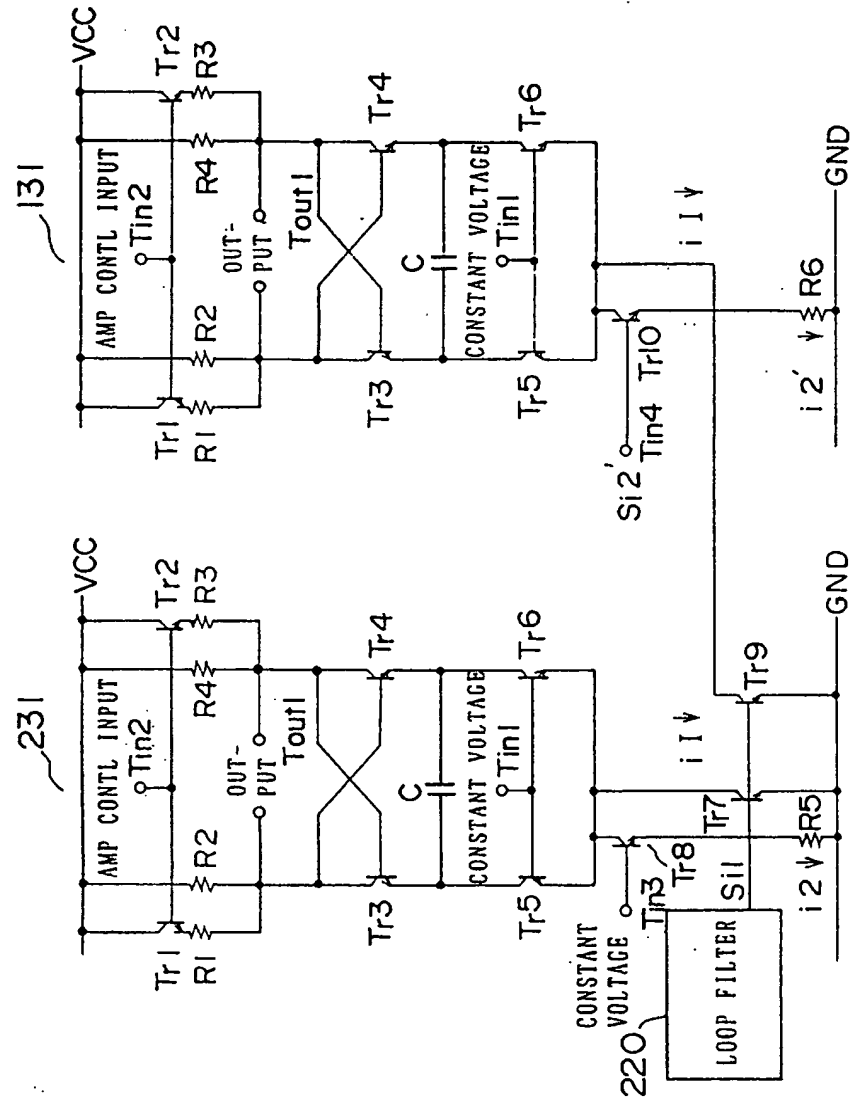 231
VCC
AMP CONTL INPUT
Tin2
Tr1
Tr2
R1
R2
R4
R3
OUT-
PUT
Tout1
Tr3
Tr4
C
CONSTANT VOLTAGE
Tin1
Tr5
Tr6
CONSTANT
VOLTAGE
Tin3
Tr8
Tr7
i1
Tr9
220
LOOP FILTER
Si1
i2
R5
GND
131
VCC
AMP CONTL INPUT
Tin2
Tr1
Tr2
R1
R2
R4
R3
OUT-
PUT
Tout1
Tr3
Tr4
C
CONSTANT VOLTAGE
Tin1
Tr5
Tr6
Si2'
Tin4
Tr10
i1
i2'
R6
GND